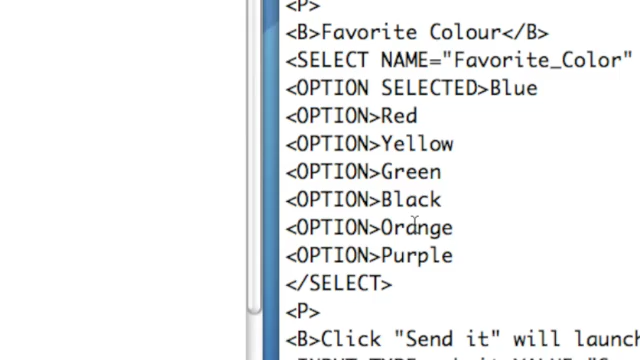 <P>
<B>Favorite Colour</B>
<SELECT NAME="Favorite_Color"
<OPTION SELECTED>Blue
<OPTION>Red
<OPTION>Yellow
<OPTION>Green
<OPTION>Black
<OPTION>Orange
<OPTION>Purple
</SELECT>
<P>
<B>Click "Send it" will launch